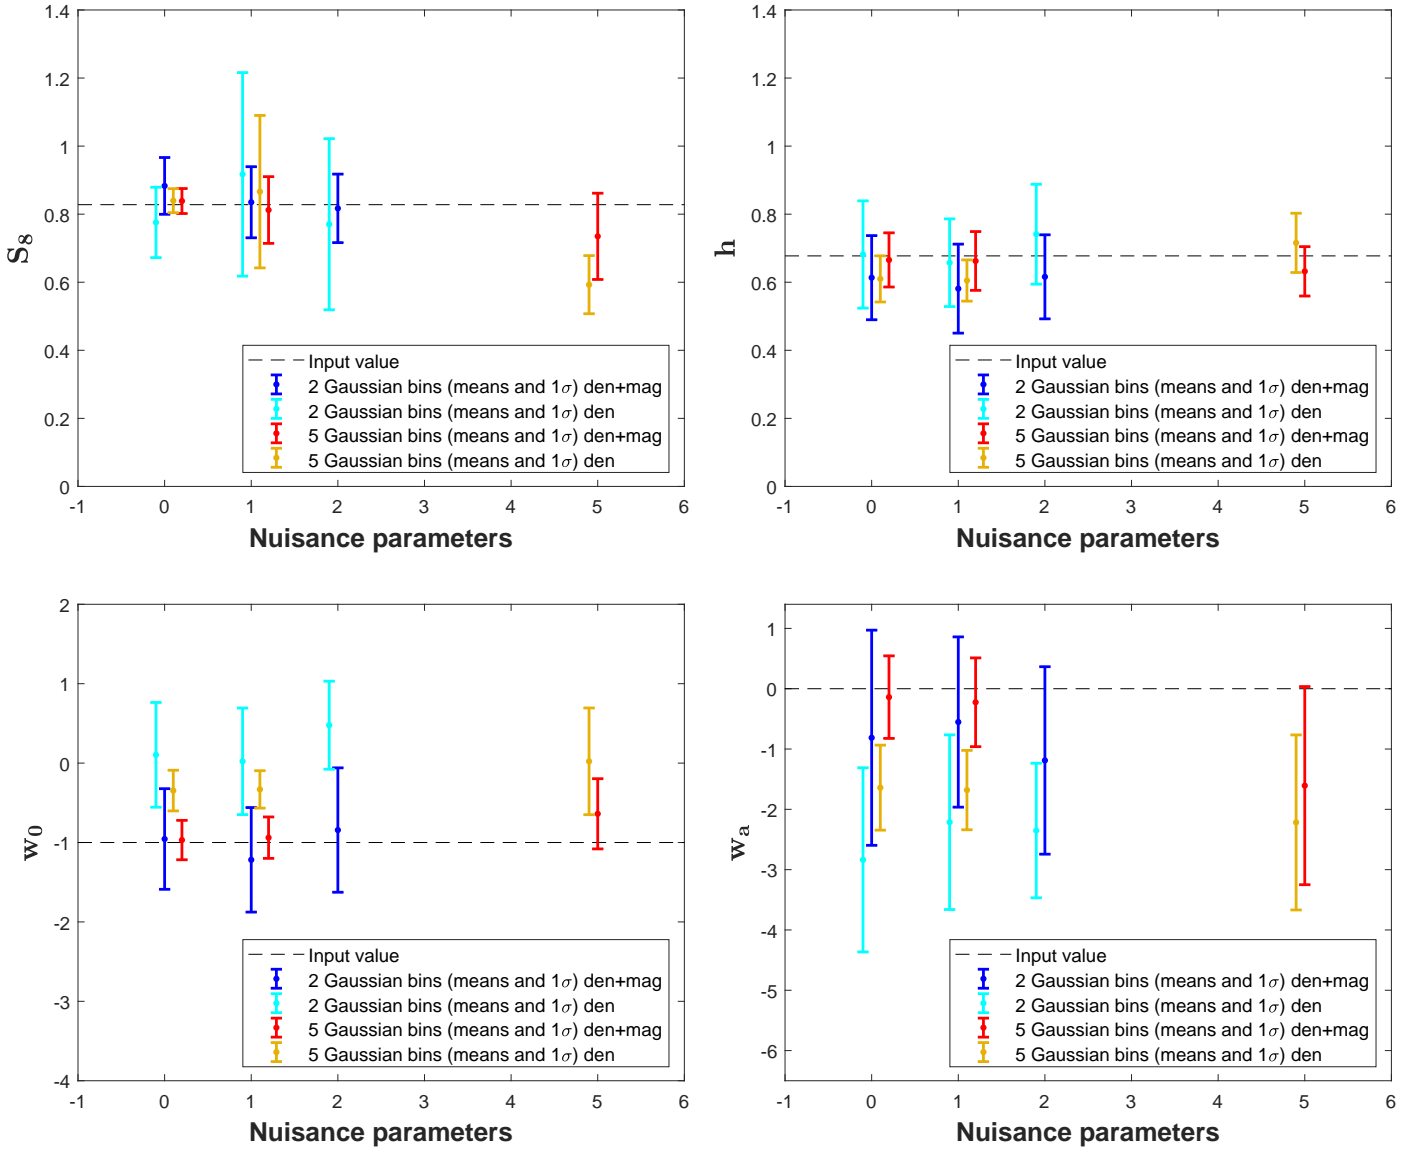 1.4
1.2
1
0.8
0.6
0.4
0.2
0
S8
-1 0 1 2 3 4 5 6
Nuisance parameters
Input value
2 Gaussian bins (means and 1σ) den+mag
2 Gaussian bins (means and 1σ) den
5 Gaussian bins (means and 1σ) den+mag
5 Gaussian bins (means and 1σ) den
1.4
1.2
1
0.8
0.6
0.4
0.2
0
h
-1 0 1 2 3 4 5 6
Nuisance parameters
Input value
2 Gaussian bins (means and 1σ) den+mag
2 Gaussian bins (means and 1σ) den
5 Gaussian bins (means and 1σ) den+mag
5 Gaussian bins (means and 1σ) den
2
1
0
-1
-2
-3
-4
w0
-1 0 1 2 3 4 5 6
Nuisance parameters
Input value
2 Gaussian bins (means and 1σ) den+mag
2 Gaussian bins (means and 1σ) den
5 Gaussian bins (means and 1σ) den+mag
5 Gaussian bins (means and 1σ) den
1
0
-1
-2
-3
-4
-5
-6
wa
-1 0 1 2 3 4 5 6
Nuisance parameters
Input value
2 Gaussian bins (means and 1σ) den+mag
2 Gaussian bins (means and 1σ) den
5 Gaussian bins (means and 1σ) den+mag
5 Gaussian bins (means and 1σ) den